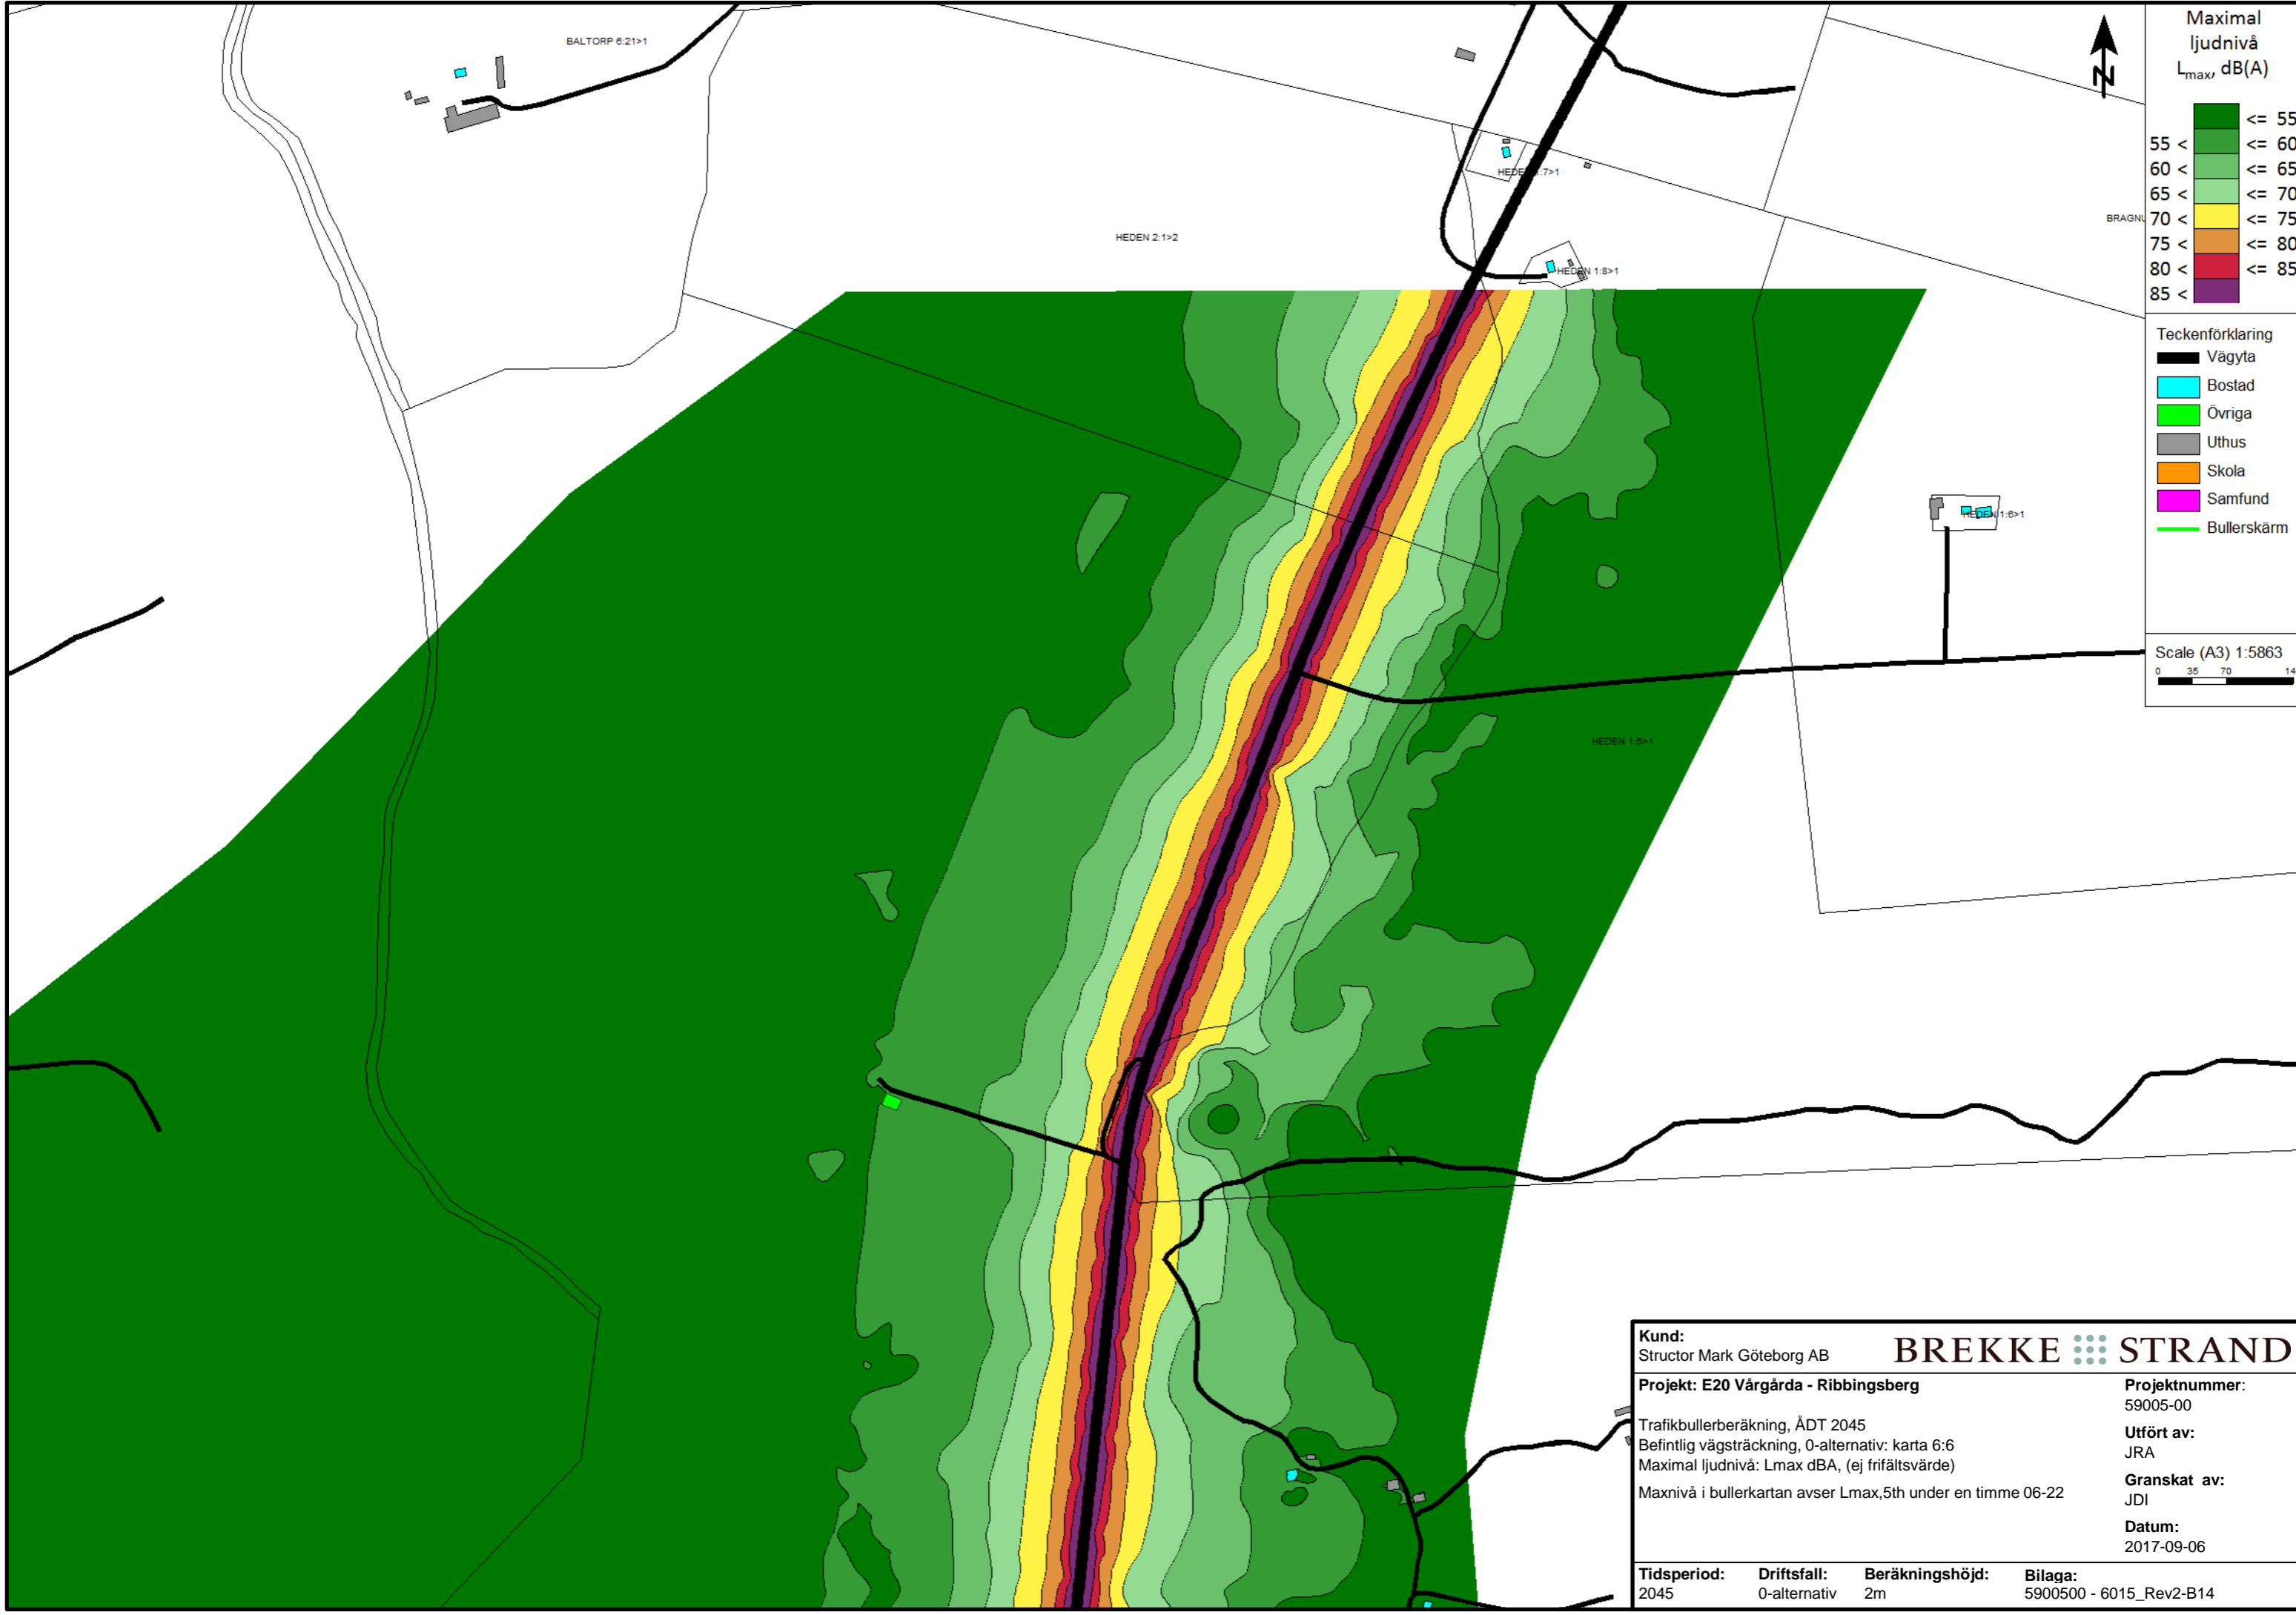 BALTORP 6:21>1
HEDEN 2:1>2
HEDEN 1:8>1
HEDEN 1:6>1
HEDEN 1:5>1
Maximal
ljudnivå
Lmax, dB(A)
<= 55
55 < <= 60
60 < <= 65
65 < <= 70
70 < <= 75
75 < <= 80
80 < <= 85
85 <
N
Teckenförklaring
Vägyta
Bostad
Övriga
Uthus
Skola
Samfund
Bullerskärm
Scale (A3) 1:5863
0 35 70 14
Kund:
Structor Mark Göteborg AB
BREKKE STRAND
Projekt: E20 Vårgårda - Ribbingsberg
Trafikbullerberäkning, ÅDT 2045
Befintlig vägsträckning, 0-alternativ: karta 6:6
Maximal ljudnivå: Lmax dBA, (ej frifältsvärde)
Maxnivå i bullerkartan avser Lmax,5th under en timme 06-22
Projektnummer:
59005-00
Utfört av:
JRA
Granskat av:
JDI
Datum:
2017-09-06
Tidsperiod: Driftsfall: Beräkningshöjd: Bilaga:
2045 0-alternativ 2m 5900500 - 6015_Rev2-B14